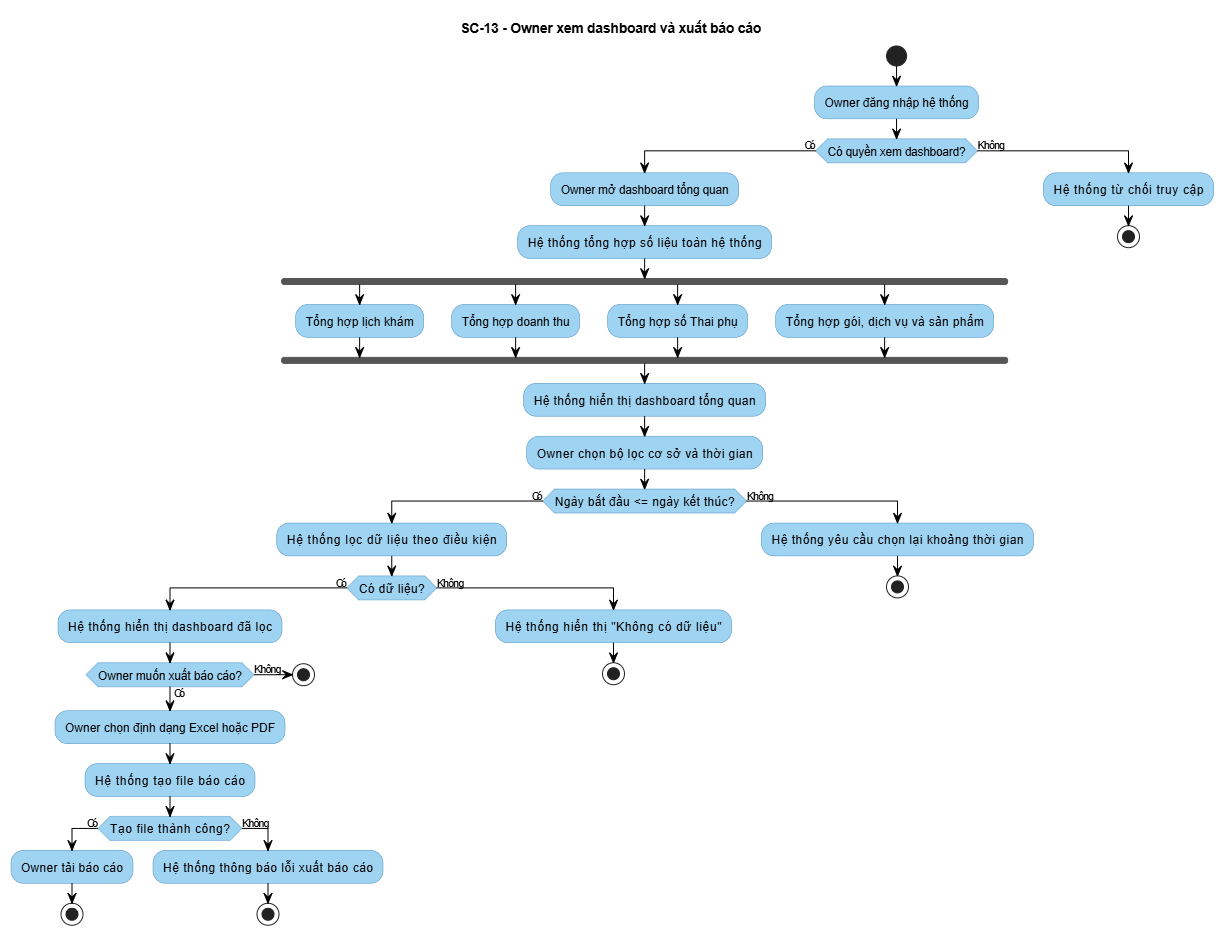 SC-13 - Owner xem dashboard và xuất báo cáo
Owner đăng nhập hệ thống
Có
Có quyền xem dashboard?
Không
Owner mở dashboard tổng quan
Hệ thống từ chối truy cập
Hệ thống tổng hợp số liệu toàn hệ thống
Tổng hợp lịch khám
Tổng hợp doanh thu
Tổng hợp số Thai phụ
Tổng hợp gói, dịch vụ và sản phẩm
Hệ thống hiển thị dashboard tổng quan
Owner chọn bộ lọc cơ sở và thời gian
Có
Ngày bắt đầu <= ngày kết thúc?
Không
Hệ thống lọc dữ liệu theo điều kiện
Hệ thống yêu cầu chọn lại khoảng thời gian
Có
Có dữ liệu?
Không
Hệ thống hiển thị dashboard đã lọc
Hệ thống hiển thị "Không có dữ liệu"
Owner muốn xuất báo cáo?
Không
Có
Owner chọn định dạng Excel hoặc PDF
Hệ thống tạo file báo cáo
Có
Tạo file thành công?
Không
Owner tải báo cáo
Hệ thống thông báo lỗi xuất báo cáo